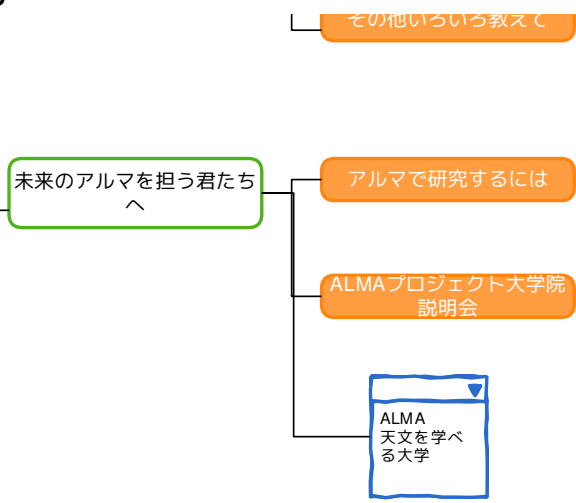 その他いろいろ教えて
未来のアルマを担う君たち
へ
アルマで研究するには
ALMAプロジェクト大学院
説明会
ALMA
天文を学べ
る大学